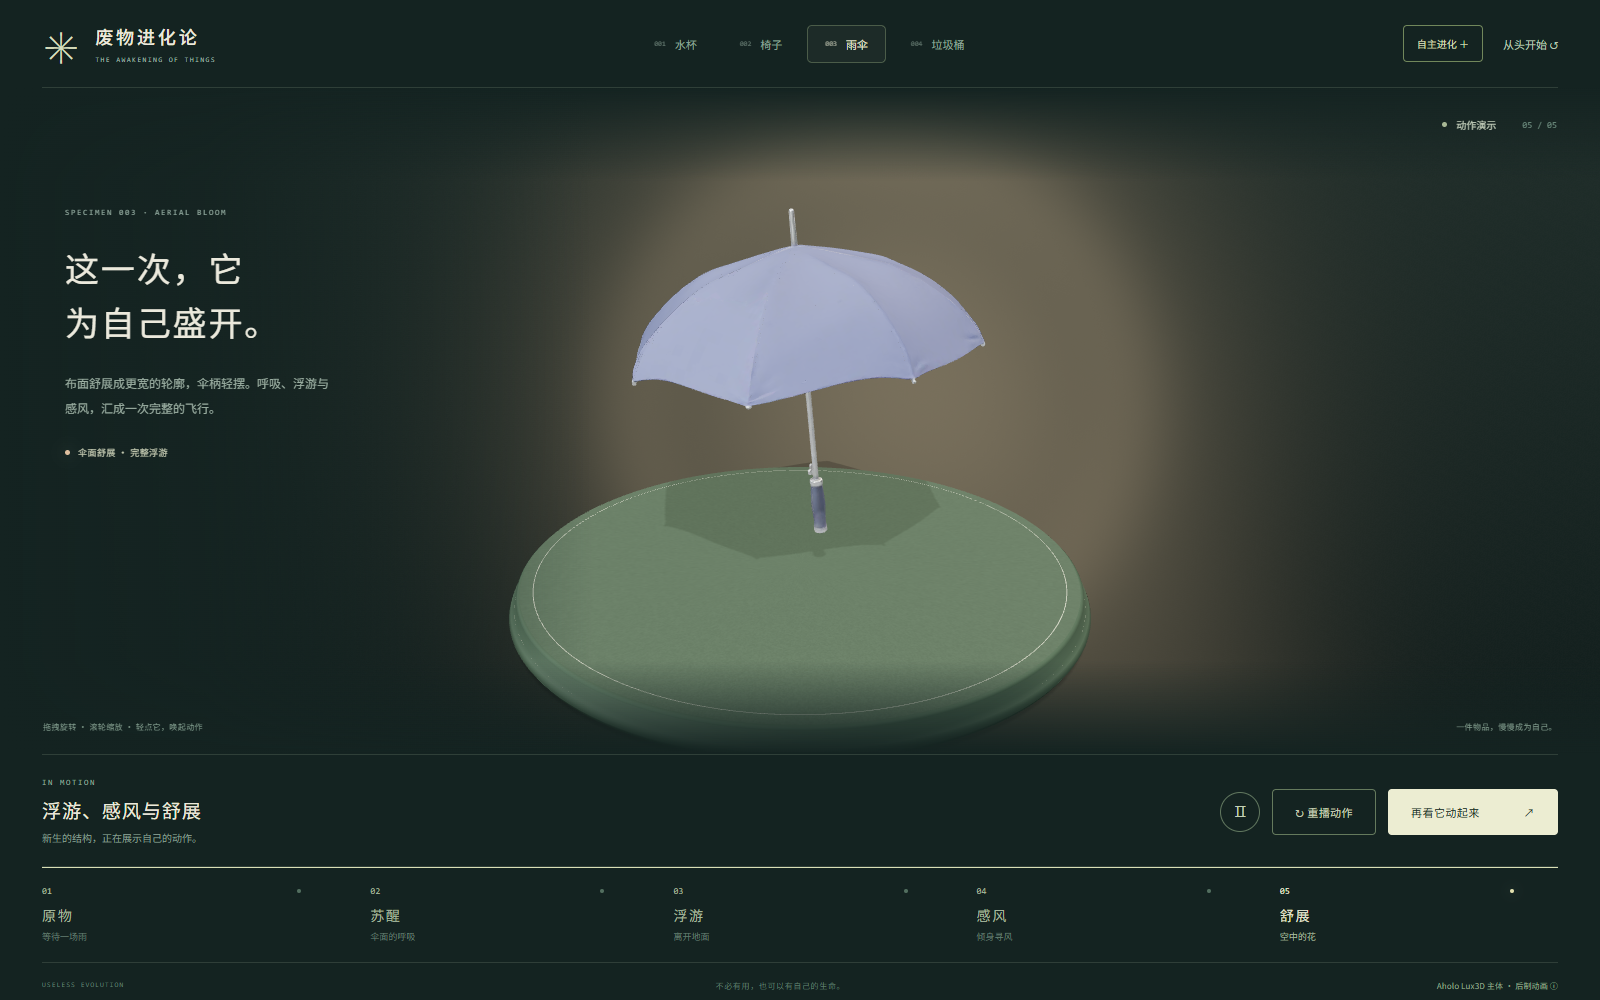 废物进化论
THE AWAKENING OF THINGS
001 水杯
002 椅子
003 雨伞
004 垃圾桶
自主进化 +
从头开始 ↺
动作演示 05 / 05
SPECIMEN 003 · AERIAL BLOOM
这一次，它
为自己盛开。
布面舒展成更宽的轮廓，伞柄轻摆。呼吸、浮游与
感风，汇成一次完整的飞行。
伞面舒展 · 完整浮游
拖拽旋转 · 滚轮缩放 · 轻点它，唤起动作
一件物品，慢慢成为自己。
IN MOTION
浮游、感风与舒展
新生的结构，正在展示自己的动作。
↻ 重播动作
再看它动起来 ↗
01
原物
等待一场雨
02
苏醒
伞面的呼吸
03
浮游
离开地面
04
感风
倾身寻风
05
舒展
空中的花
USELESS EVOLUTION
不必有用，也可以有自己的生命。
Aholo Lux3D 主体 · 后制动画 ⓘ